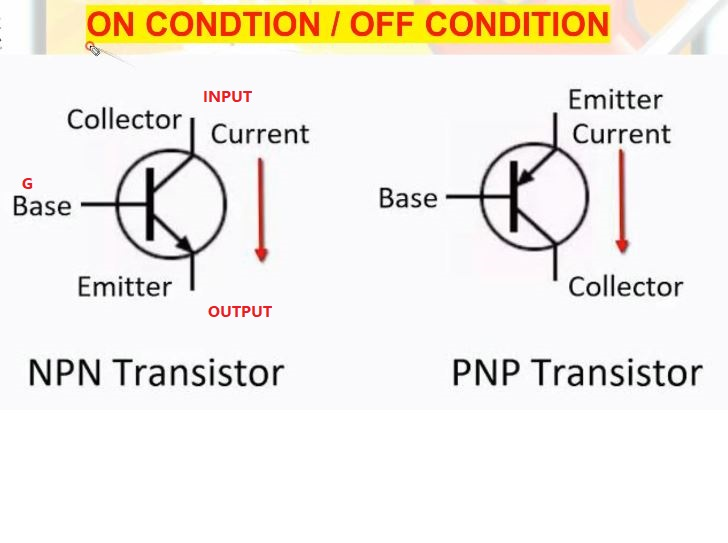 ON CONDTION / OFF CONDITION
INPUT
Collector
Current
G
Base
Emitter
OUTPUT
NPN Transistor
Emitter
Current
Base
Collector
PNP Transistor